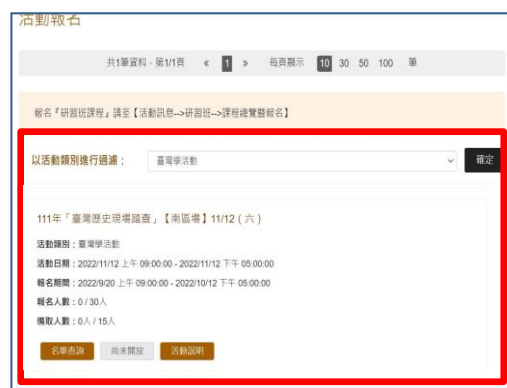 活動報名
共1筆資料，第1/1頁 « 1 » 每頁顯示 10 30 50 100 筆
報名『研習班課程』請至【活動訊息-->研習班-->課程總覽暨報名】
以活動類別進行過濾： 臺灣學活動 確定
111年「臺灣歷史現場踏查」【南區場】11/12 ( 六 )
活動類別：臺灣學活動
活動日期：2022/11/12 上午 09:00:00 - 2022/11/12 下午 05:00:00
報名期間：2022/9/20 上午 09:00:00 - 2022/10/12 下午 05:00:00
報名人數：0 / 30人
備取人數：0人 / 15人
名單查詢 尚未開放 活動說明